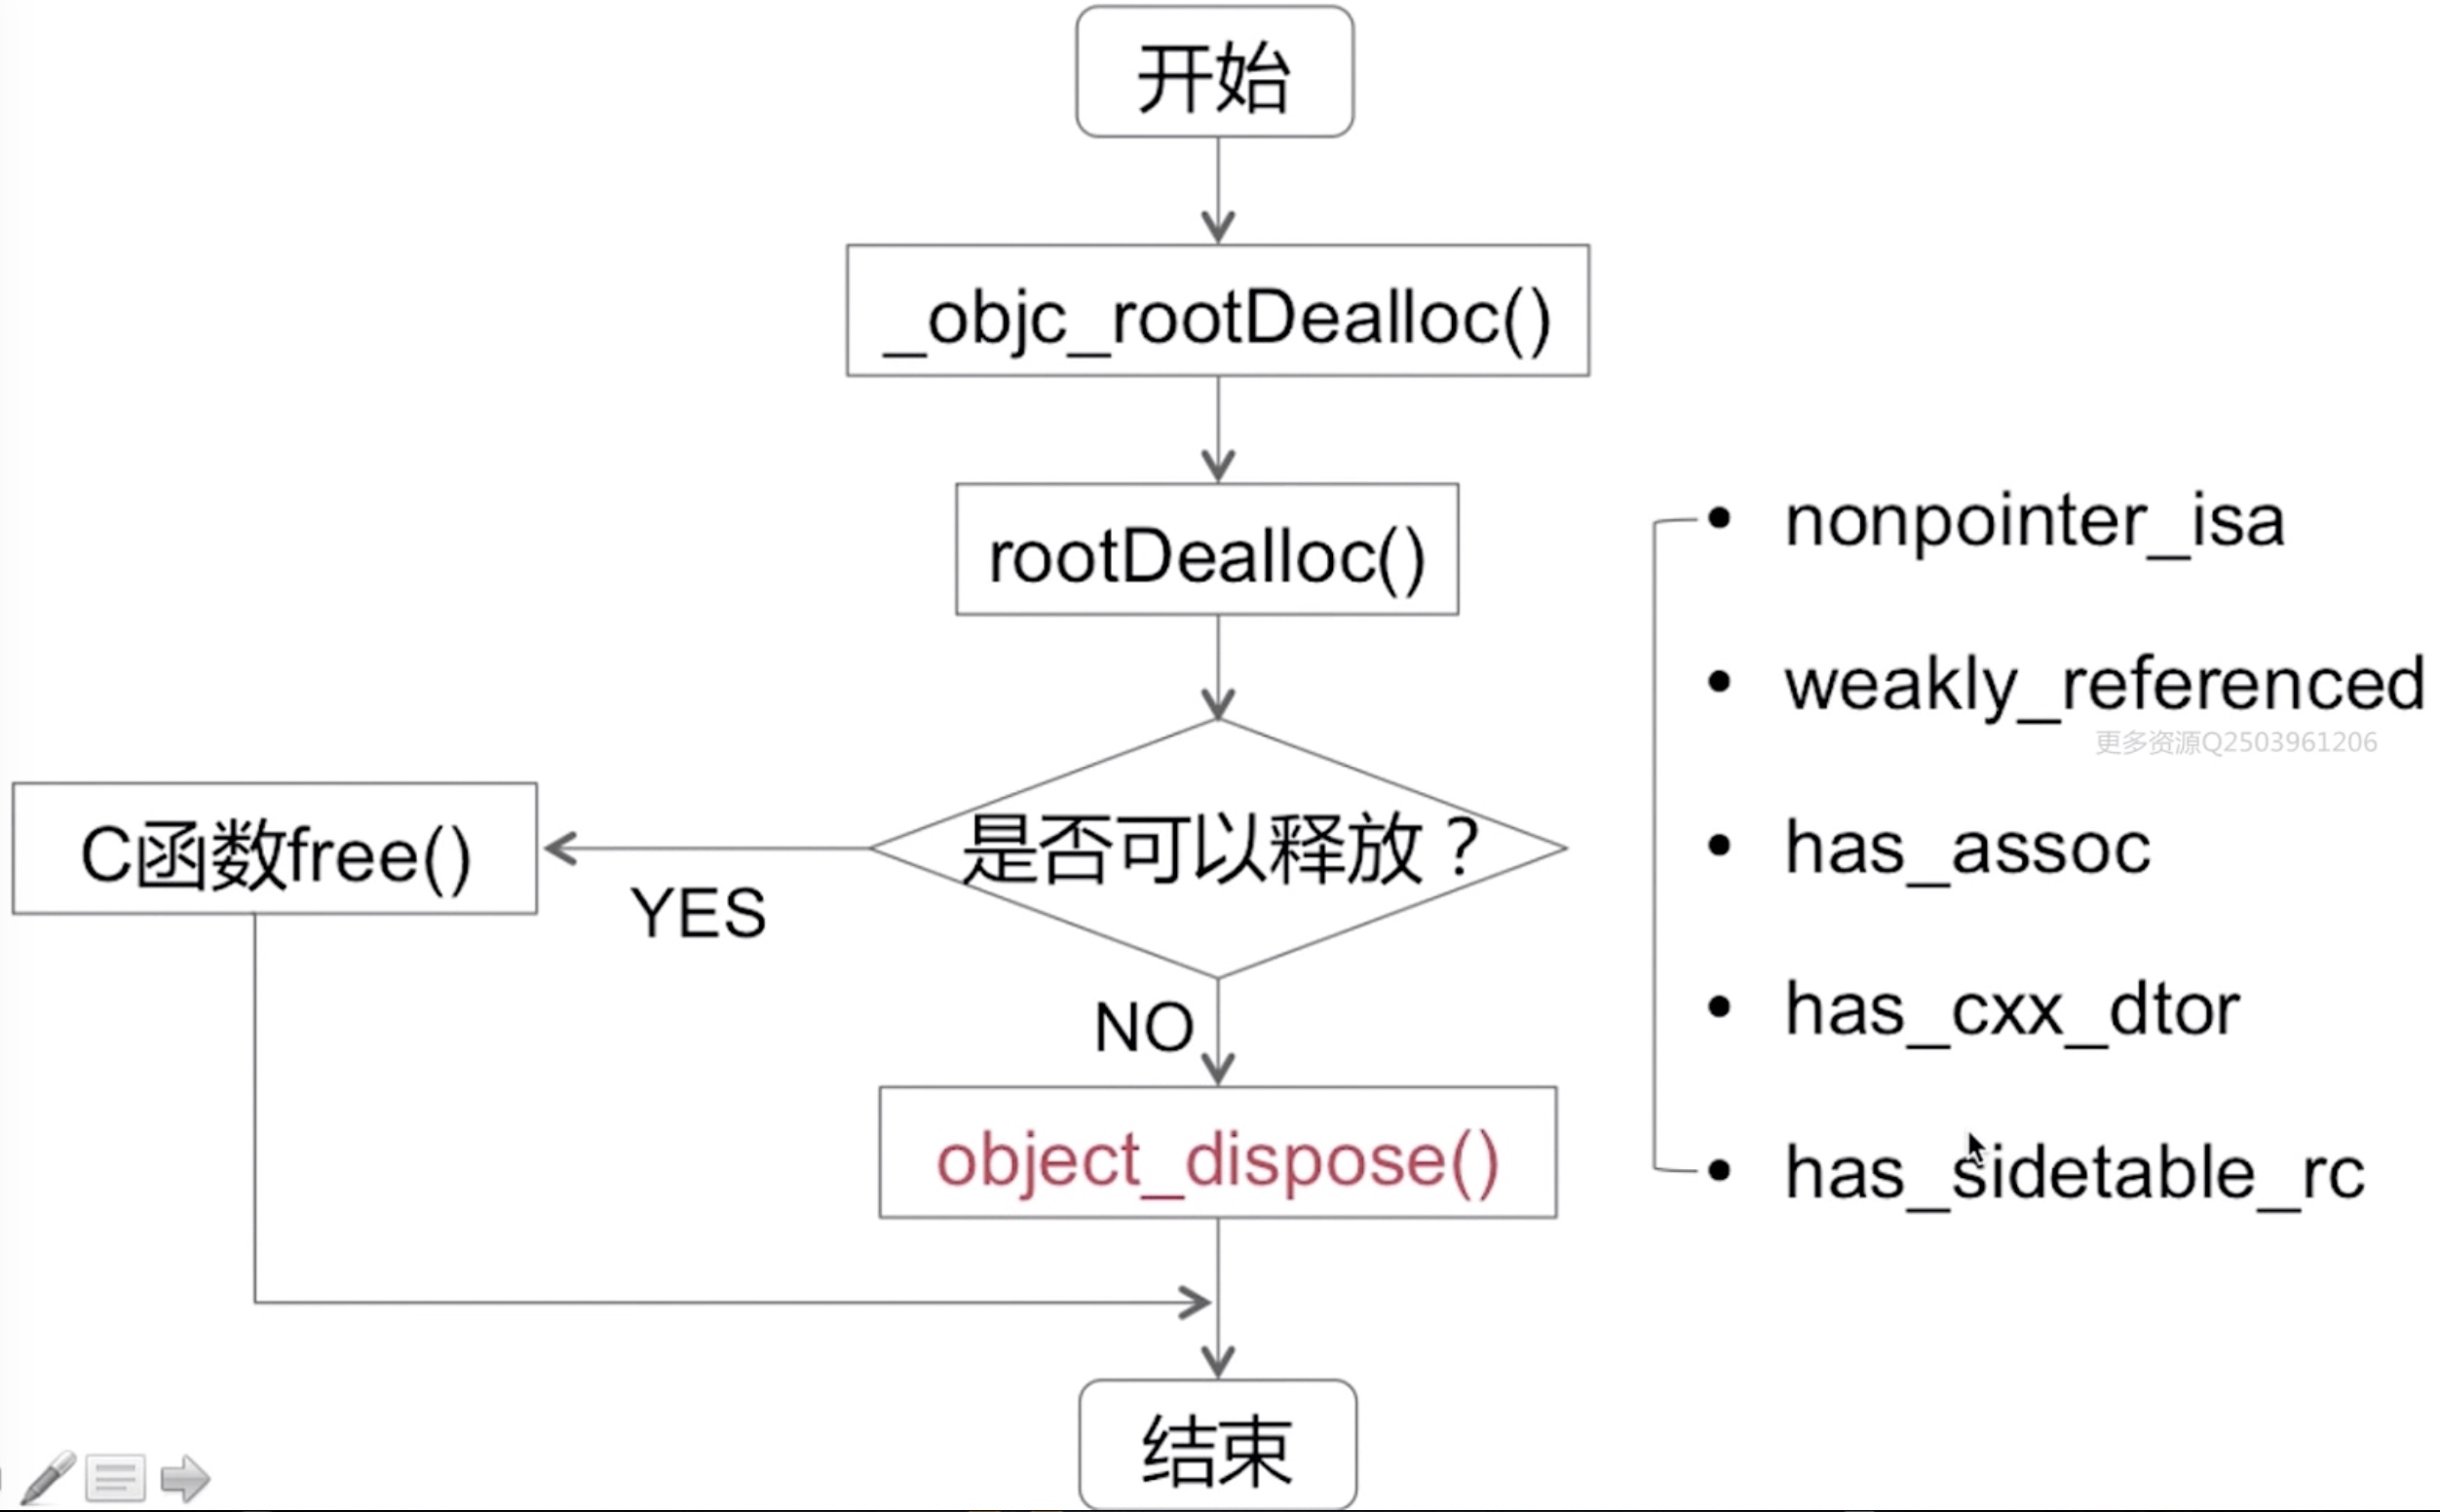 开始
_objc_rootDealloc()
rootDealloc()
是否可以释放？
YES
C函数free()
NO
object_dispose()
结束
• nonpointer_isa
• weakly_referenced
更多资源Q2503961206
• has_assoc
• has_cxx_dtor
• has_sidetable_rc